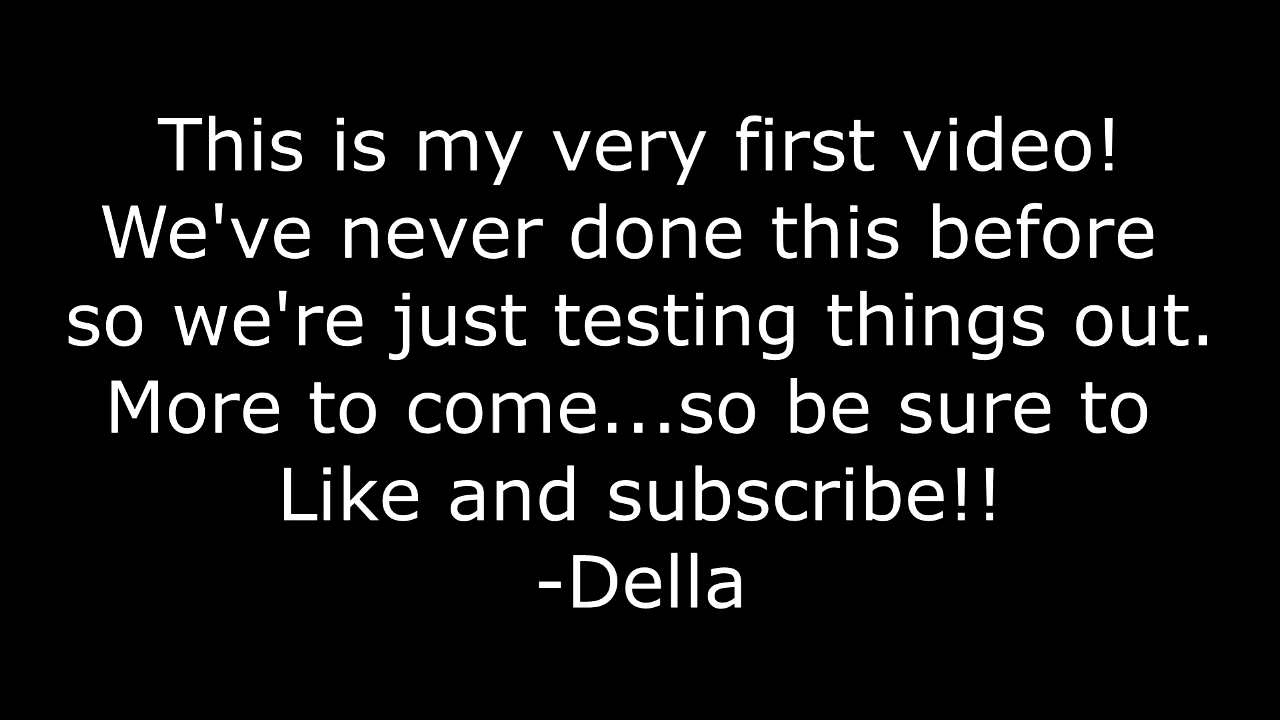 This is my very first video!
We've never done this before
so we're just testing things out.
More to come...so be sure to
Like and subscribe!!
-Della